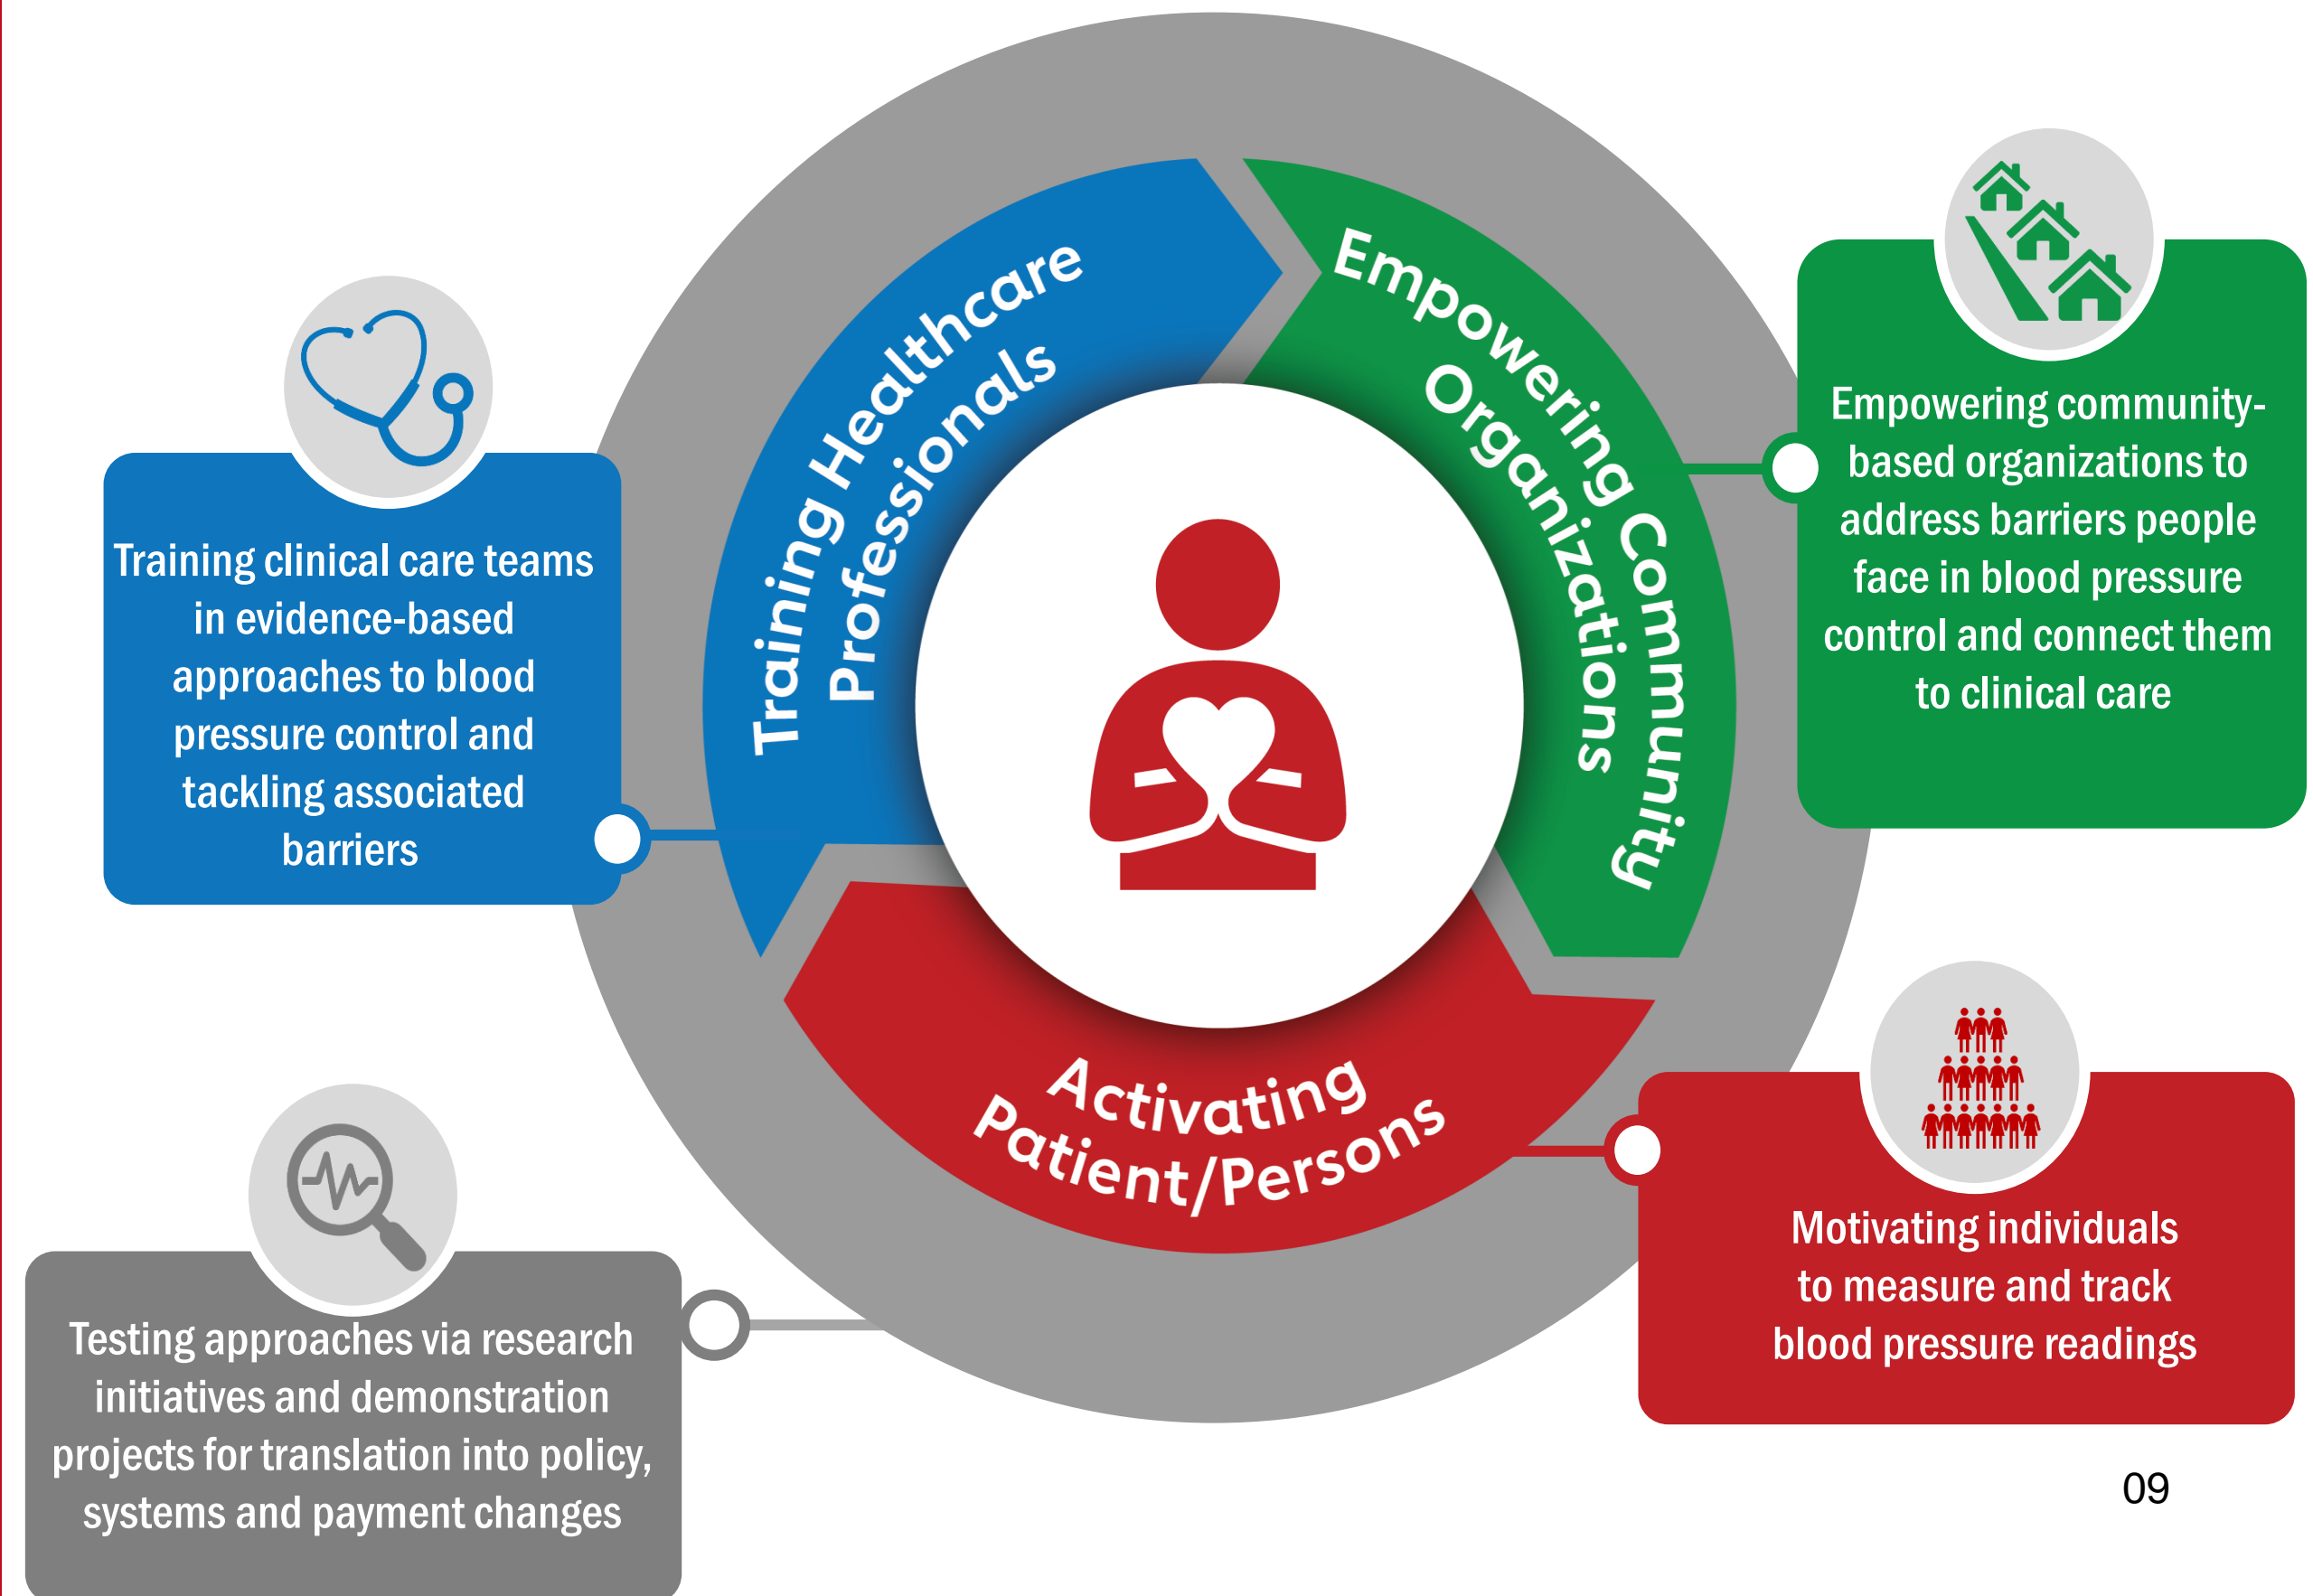 Training Healthcare
Professionals
Empowering Community
Organizations
Activating
Patient/Persons
Training clinical care teams
in evidence-based
approaches to blood
pressure control and
tackling associated
barriers
Empowering community-
based organizations to
address barriers people
face in blood pressure
control and connect them
to clinical care
Testing approaches via research
initiatives and demonstration
projects for translation into policy,
systems and payment changes
Motivating individuals
to measure and track
blood pressure readings
09